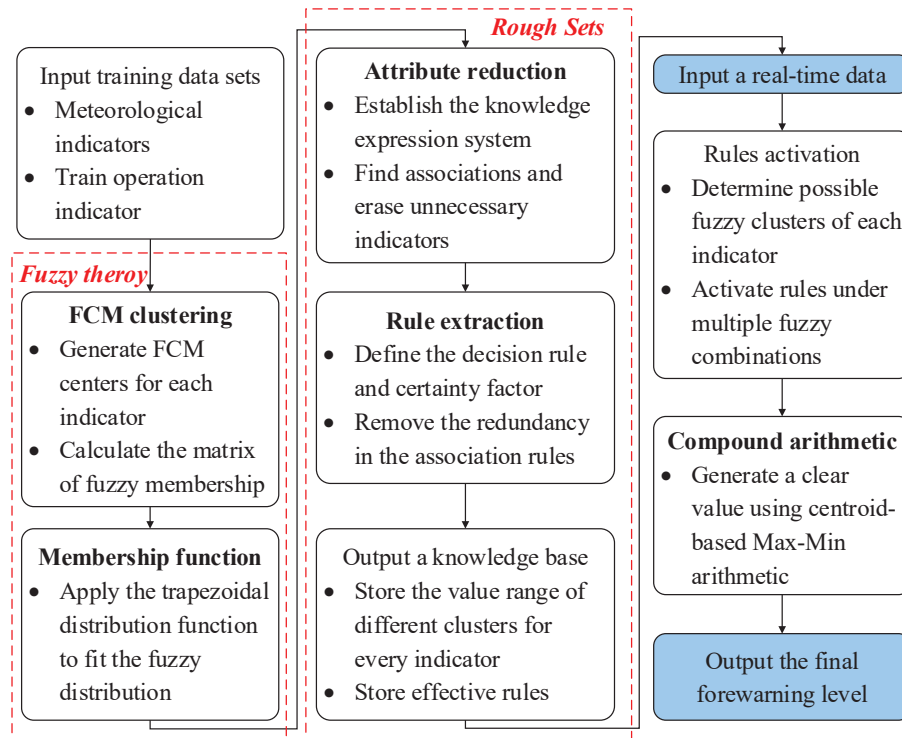 Input training data sets
• Meteorological
indicators
• Train operation
indicator
Fuzzy theroy
FCM clustering
• Generate FCM
centers for each
indicator
• Calculate the matrix
of fuzzy membership
Membership function
• Apply the trapezoidal
distribution function
to fit the fuzzy
distribution
Rough Sets
Attribute reduction
• Establish the knowledge
expression system
• Find associations and
erase unnecessary
indicators
Rule extraction
• Define the decision rule
and certainty factor
• Remove the redundancy
in the association rules
Output a knowledge base
• Store the value range of
different clusters for
every indicator
• Store effective rules
Input a real-time data
Rules activation
• Determine possible
fuzzy clusters of each
indicator
• Activate rules under
multiple fuzzy
combinations
Compound arithmetic
• Generate a clear
value using centroid-
based Max-Min
arithmetic
Output the final
forewarning level